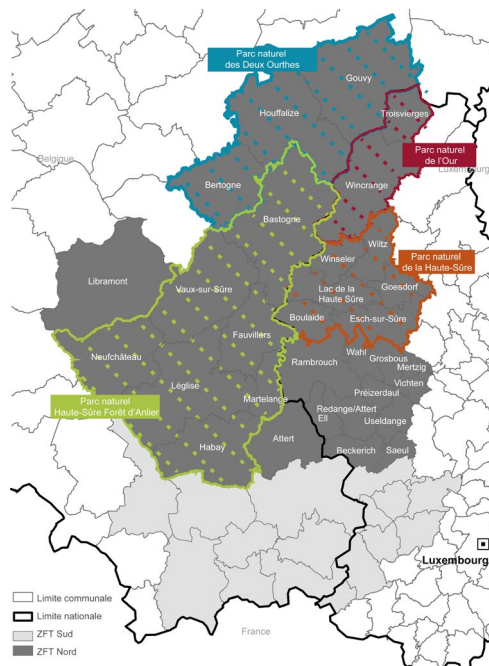 Parc naturel
des Deux Ourthes
Gouvy
Houffalize
Troisvierges
Parc naturel
de l'Our
Belgique
Luxembourg
Bertogne
Wincrange
Bastogne
Wiltz
Winseler
Parc naturel
de la Haute-Sûre
Libramont
Vaux-sur-Sûre
Lac de la
Haute Sûre
Goesdorf
Boulaide
Esch-sur-Sûre
Fauvillers
Neufchâteau
Wahl
Grosbous
Rambrouch
Mertzig
Vichten
Léglise
Préizerdaul
Parc naturel
Haute-Sûre Forêt d'Anlier
Martelange
Redange/Attert
Ell
Useldange
Habay
Attert
Beckerich
Saeul
Luxembourg
Limite communale
Limite nationale
ZFT Sud
ZFT Nord
France